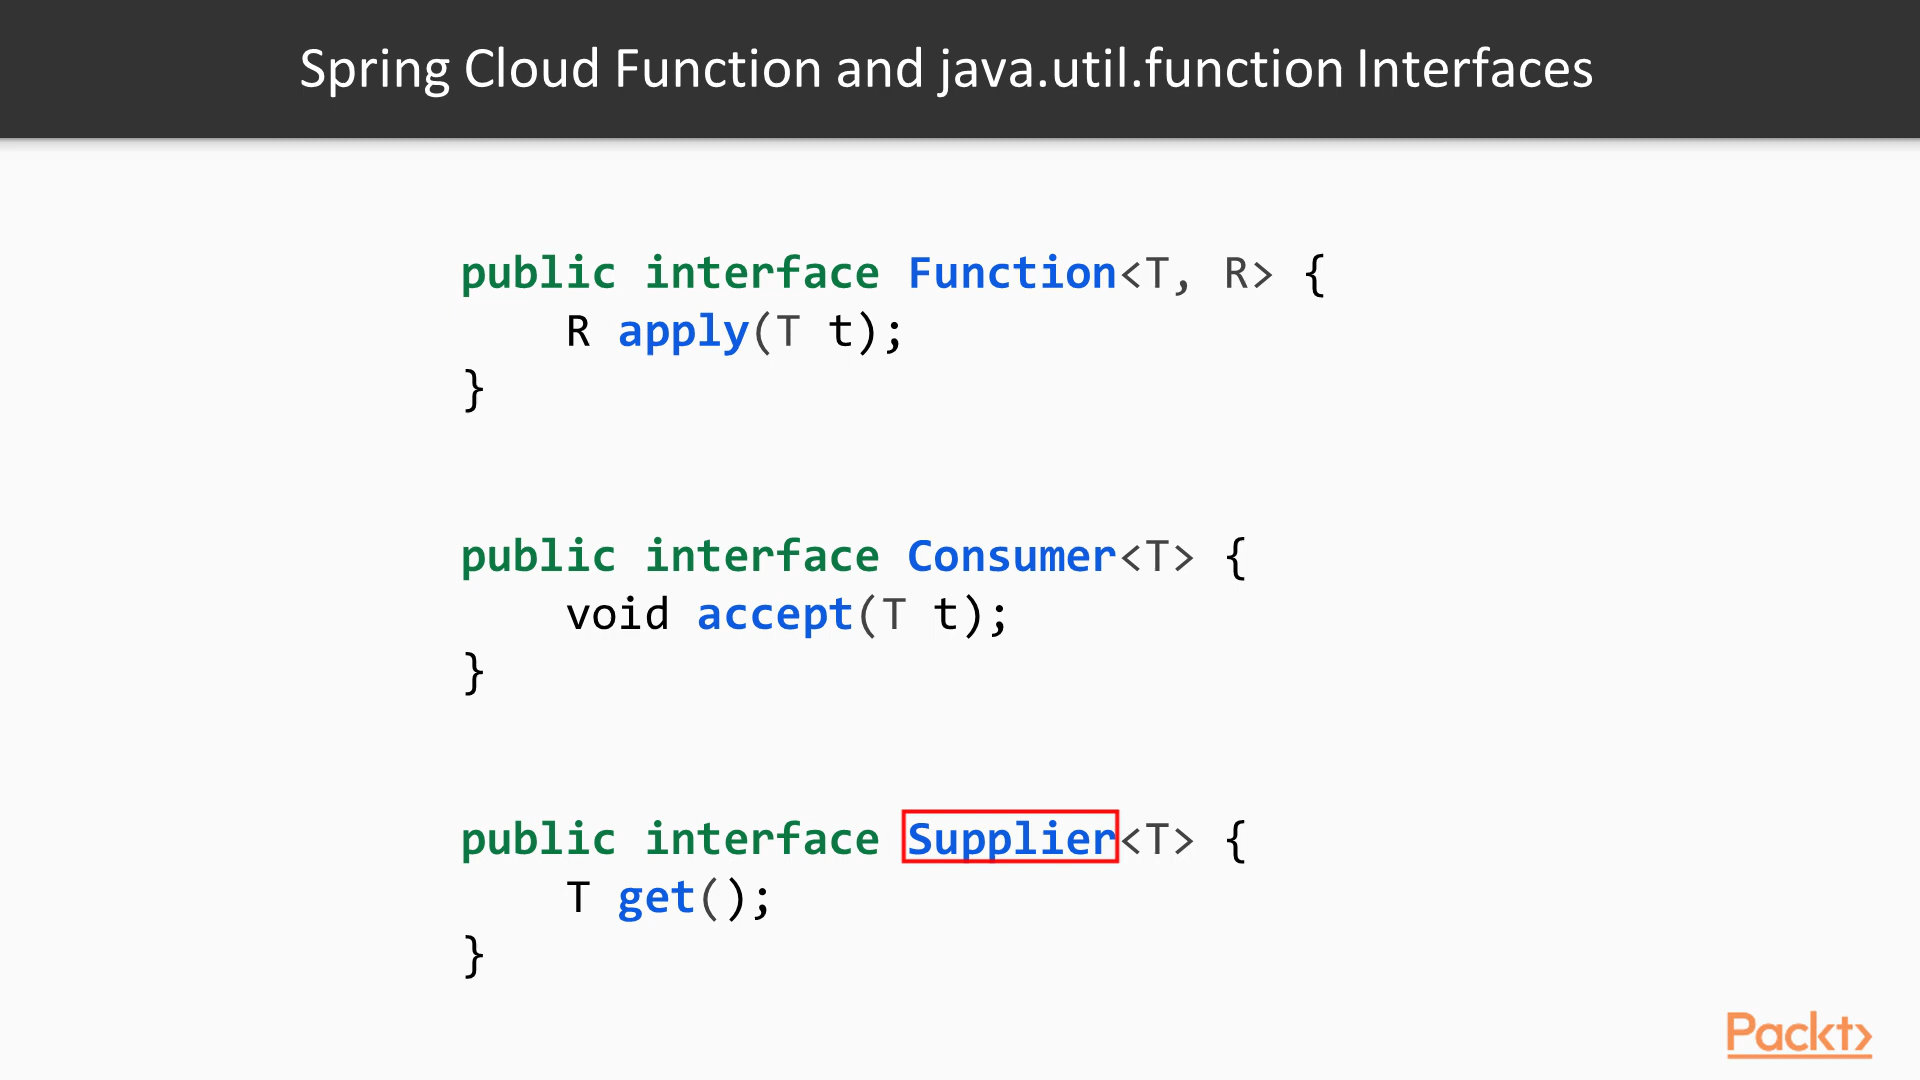 Spring Cloud Function and java.util.function Interfaces
public interface Function<T, R> {
    R apply(T t);
}
public interface Consumer<T> {
    void accept(T t);
}
public interface Supplier<T> {
    T get();
}
Packt>